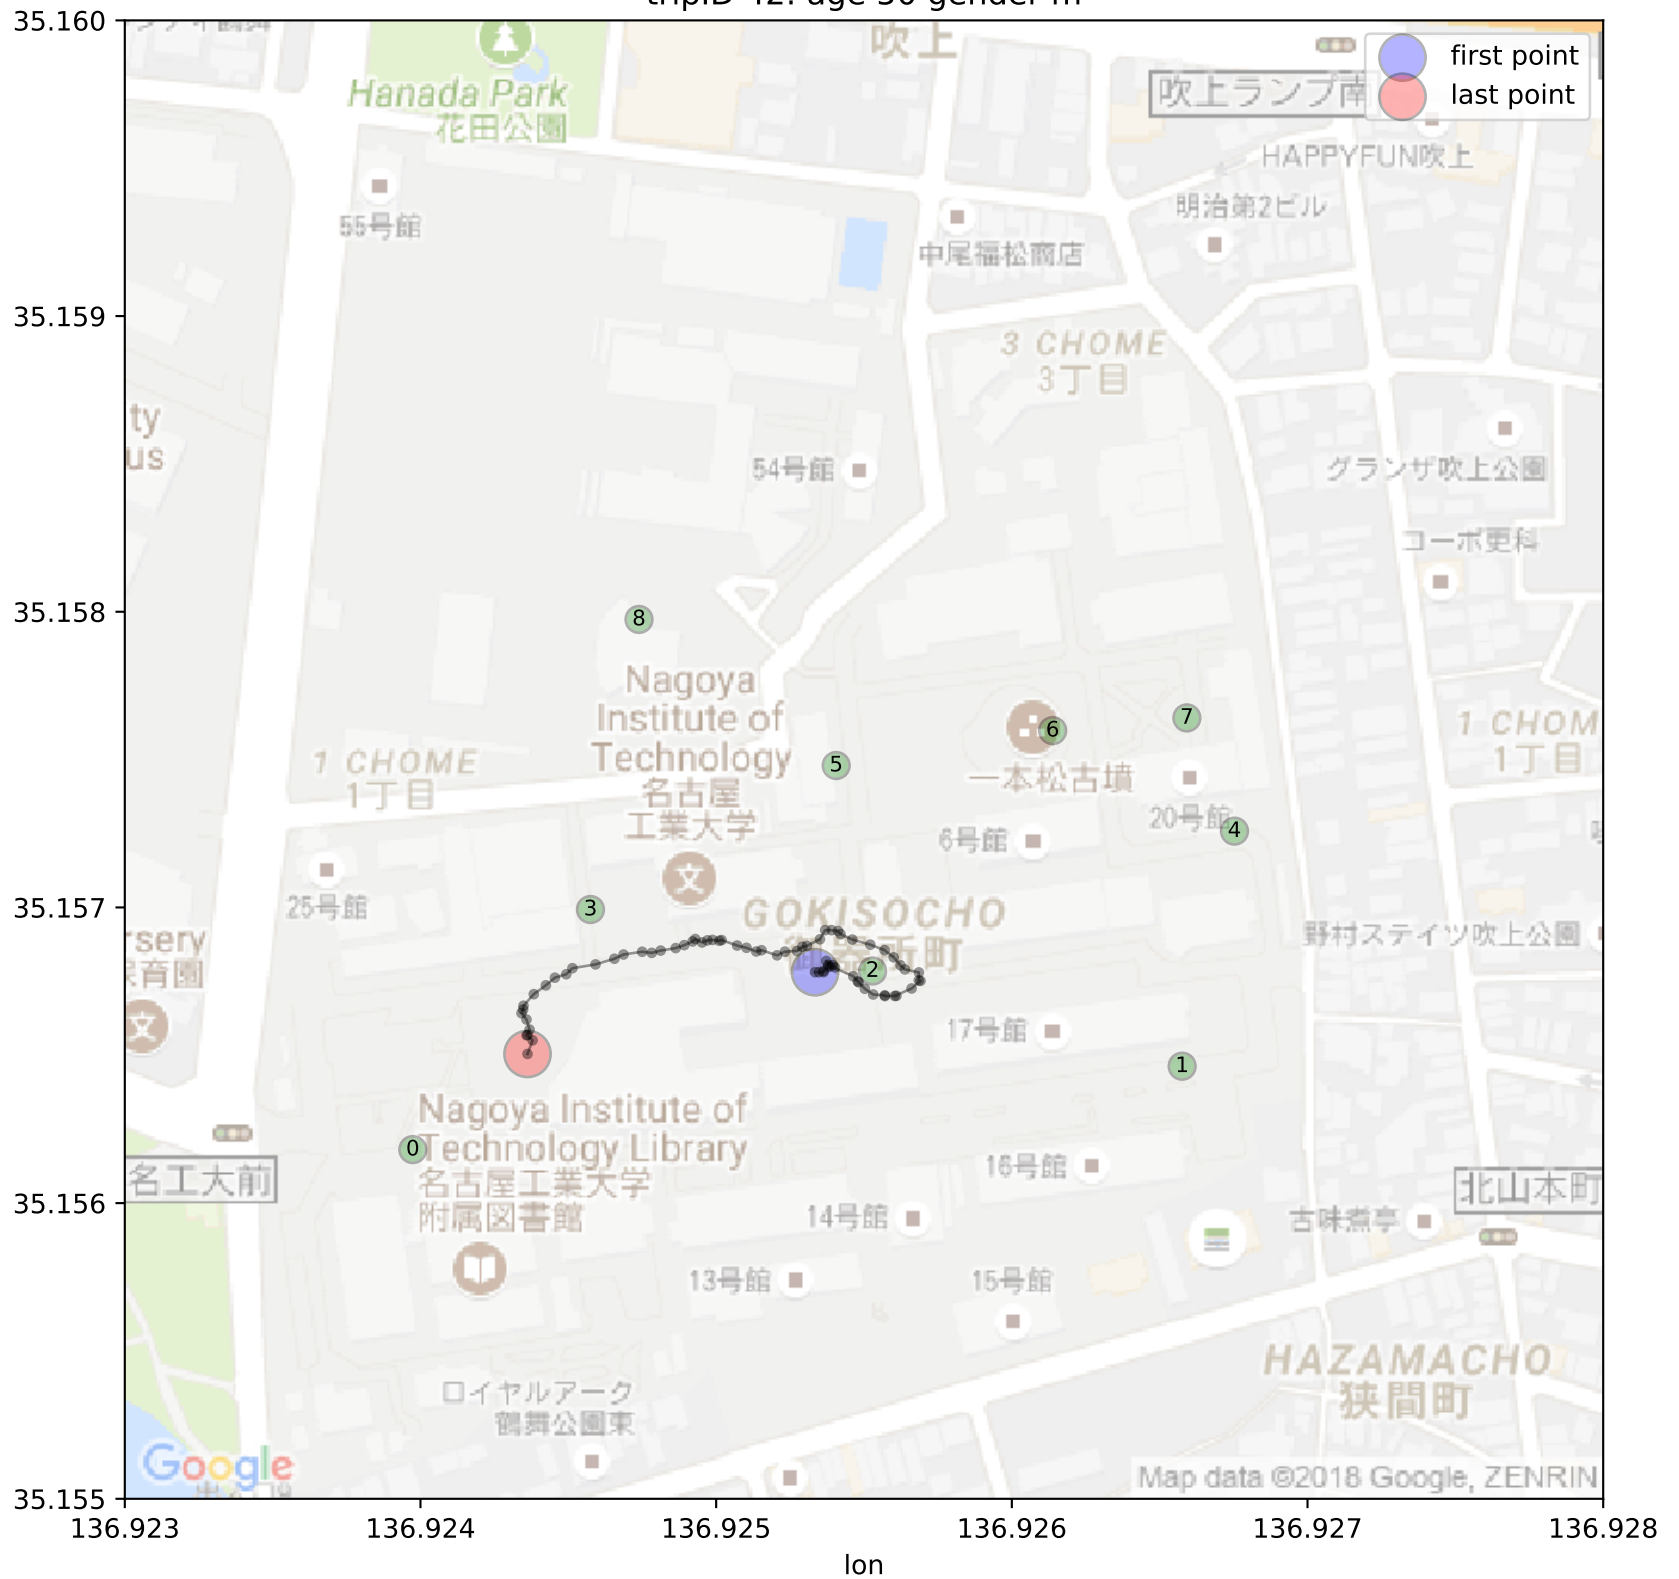 35.160
吹上
first point
last point
Hanada Park
花田公園
吹上ランプ南
HAPPYFUN吹上
55号館
明治第2ビル
中尾福松商店
35.159
3 CHOME
3丁目
ty
us
54号館
グランザ吹上公園
コーポ更科
35.158
8
Nagoya
Institute of
Technology
名古屋
工業大学
7
6
1 CHOME
1丁目
5
一本松古墳
1 CHOM
1丁目
20号館
4
6号館
35.157
25号館
3
GOKISOCHO
rsery
育園
野村ステイツ吹上公園
2
17号館
1
Nagoya Institute of
Technology Library
名古屋工業大学
附属図書館
0
16号館
名工大前
北山本町
35.156
14号館
古味煮亭
13号館
15号館
HAZAMACHO
狭間町
ロイヤルアーク
鶴舞公園東
Google
Map data ©2018 Google, ZENRIN
35.155
136.923
136.924
136.925
136.926
136.927
136.928
lon